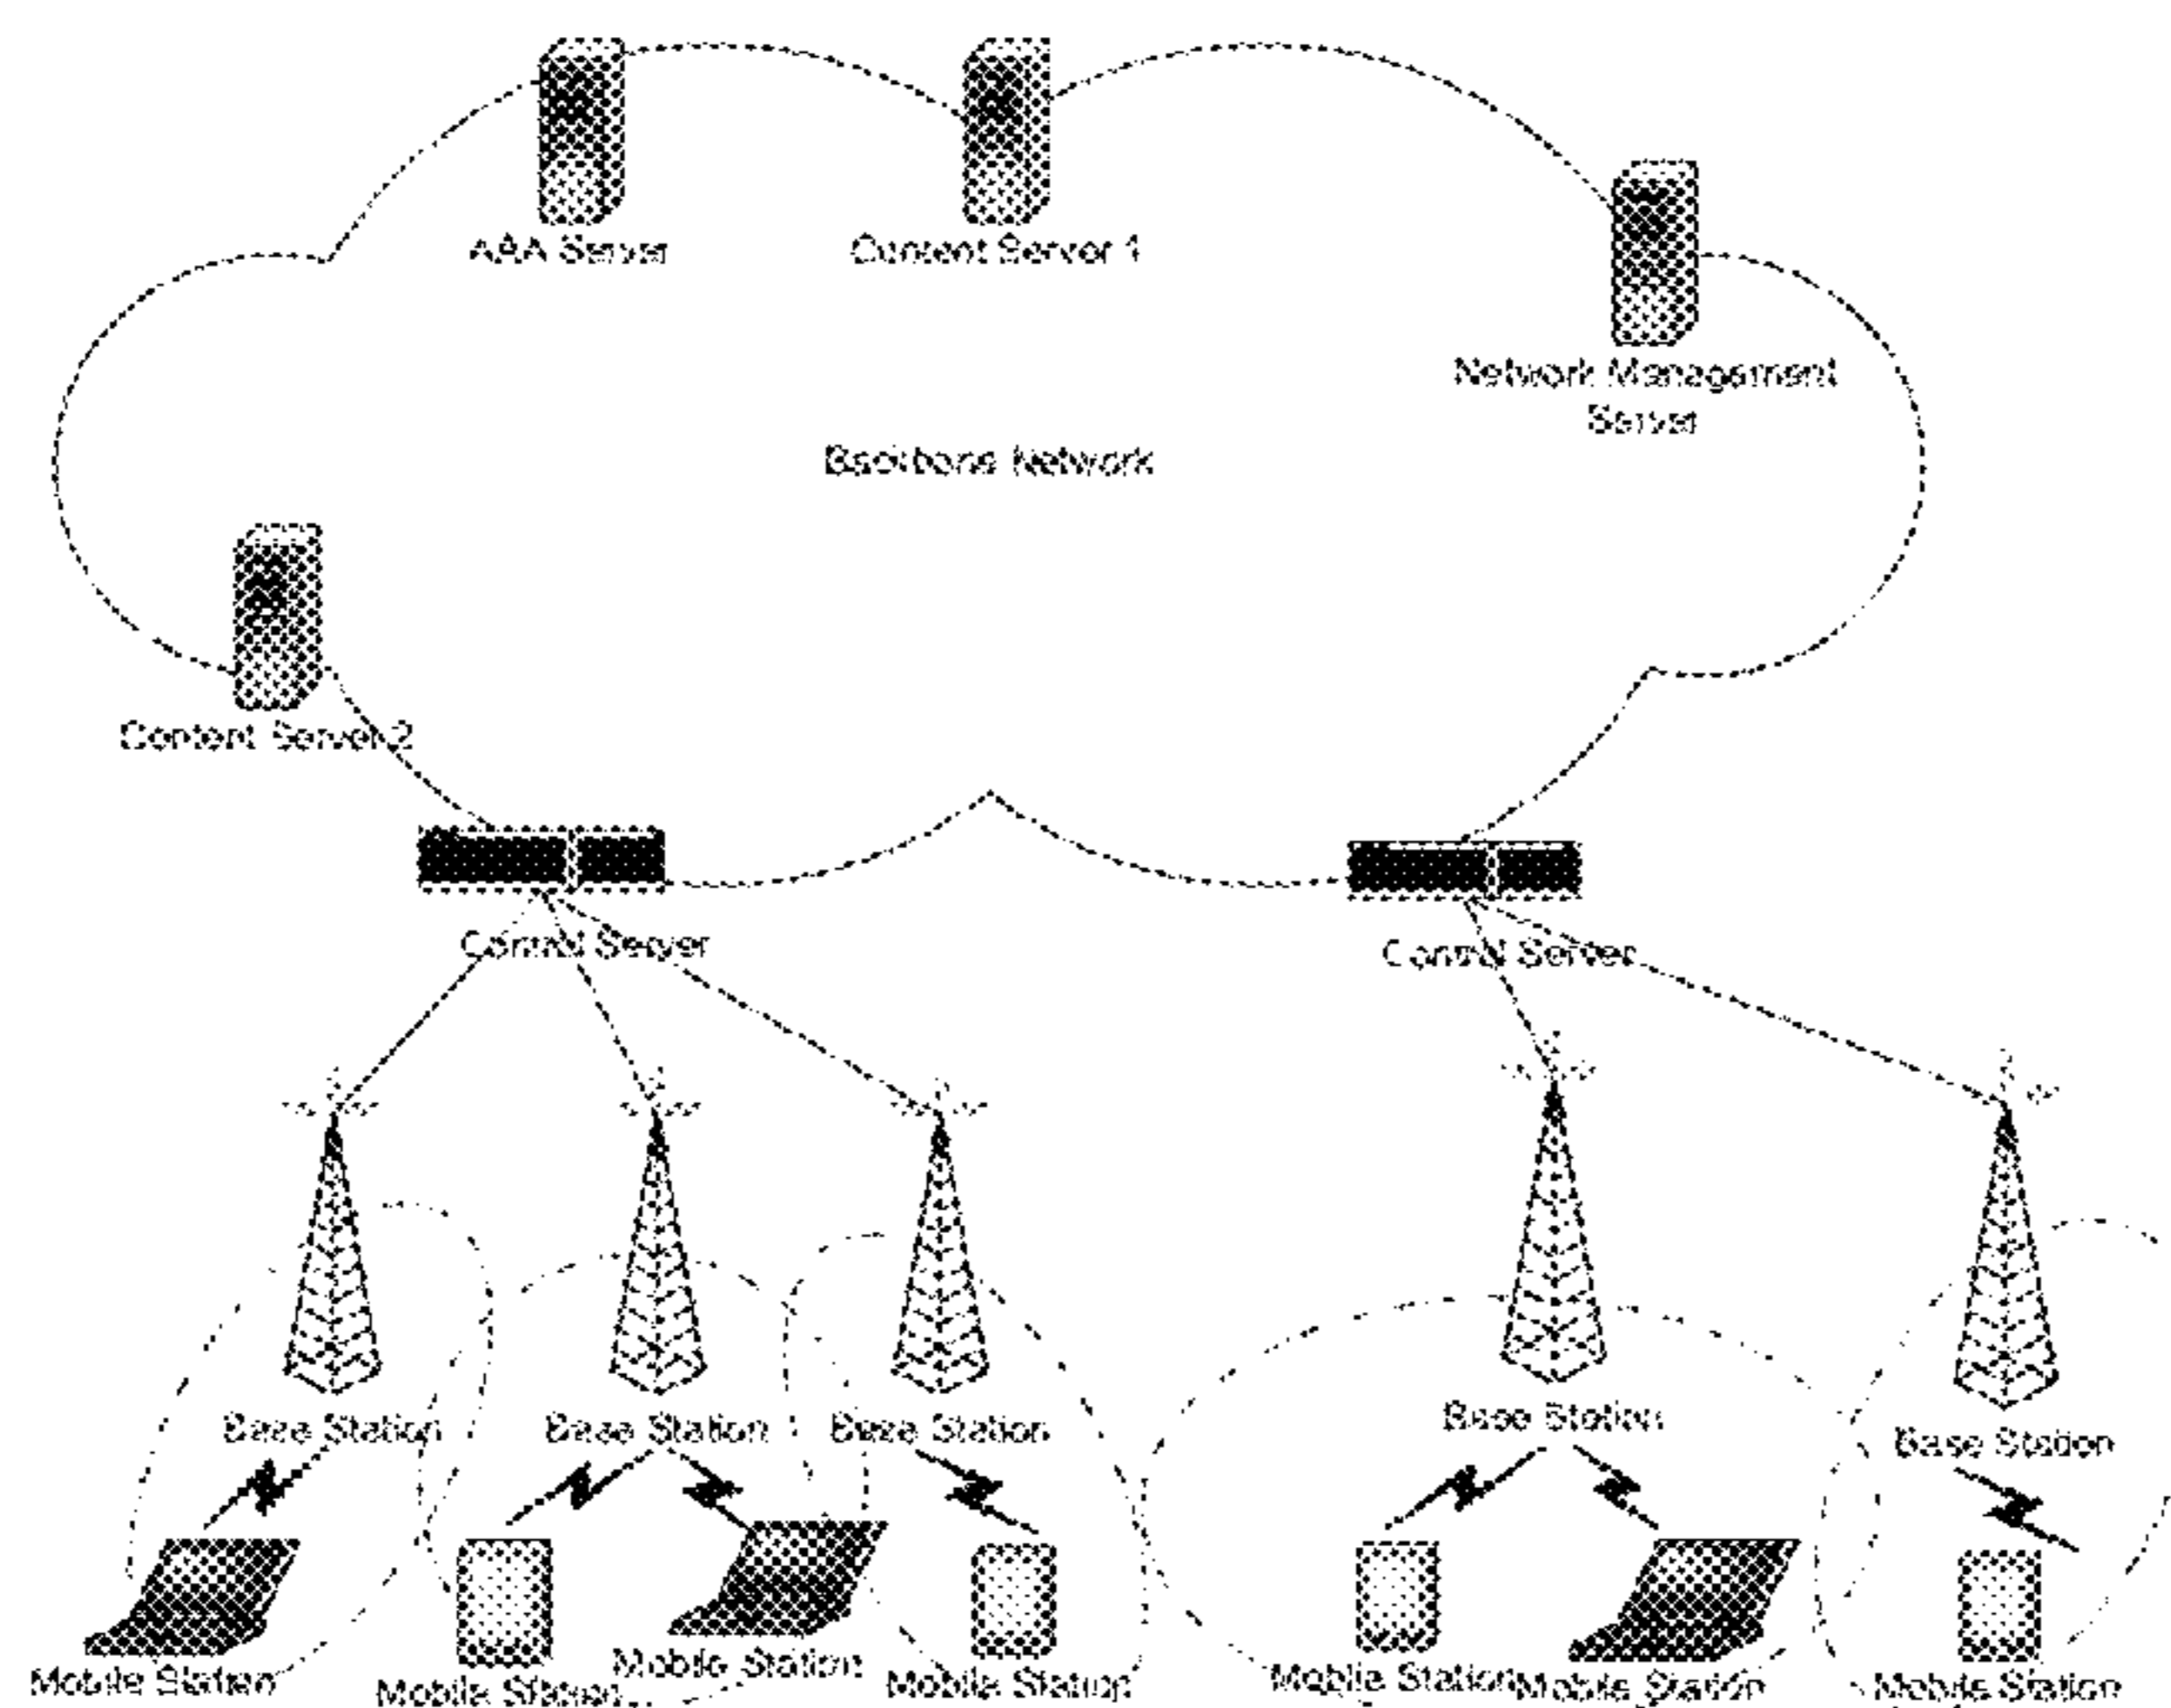 AAA Server
Content Server 1
Network Management
Server
Backbone Network
Content Server 2
Control Server
Control Server
Base Station
Base Station
Base Station
Base Station
Base Station
Mobile Station
Mobile Station
Mobile Station
Mobile Station
Mobile Station
Mobile Station
Mobile Station